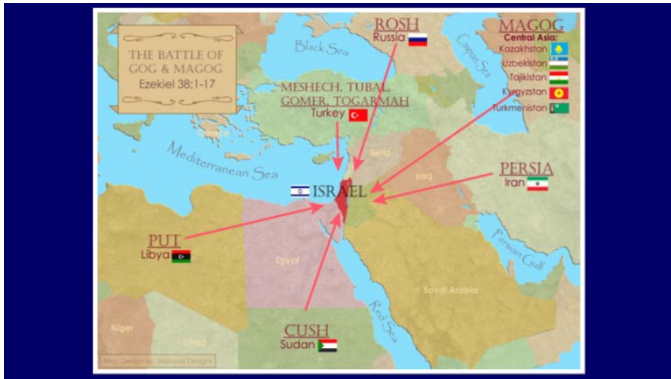 THE BATTLE OF
GOG & MAGOG
Ezekiel 38:1-17
ROSH
Russia
MAGOG
Central Asia:
Kazakhstan
Uzbekistan
Tajikistan
Kyrgyzstan
Turkmenistan
Black Sea
Caspian Sea
MESHECH, TUBAL,
GOMER, TOGARMAH
Turkey
Mediterranean Sea
Syria
Iraq
PERSIA
Iran
ISRAEL
PUT
Libya
Egypt
Persian Gulf
Saudi Arabia
Red Sea
CUSH
Sudan
Niger
Chad